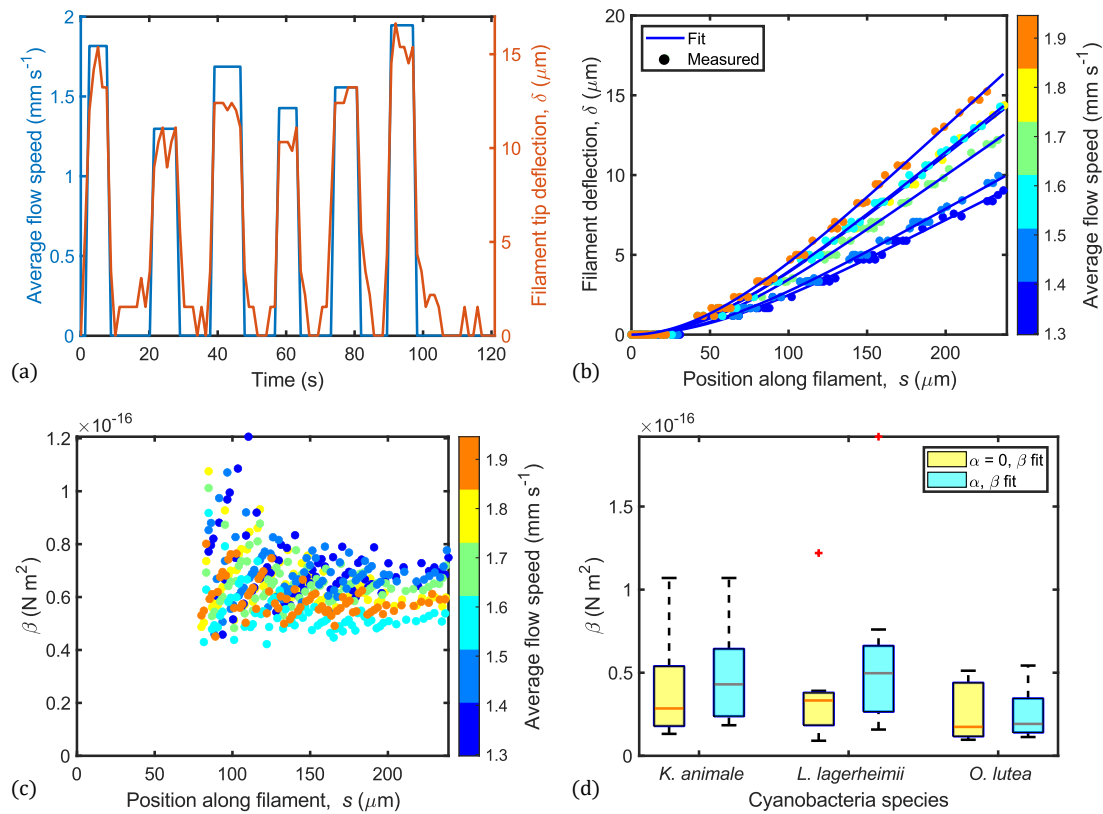 2
1.5
1
0.5
0
15
10
5
0
0
20
40
60
80
100
120
Average flow speed (mm s-1)
Filament tip deflection, δ (μm)
Time (s)
(a)
20
15
10
5
0
0
50
100
150
200
Fit
Measured
Filament deflection, δ (μm)
Position along filament, s (μm)
1.9
1.8
1.7
1.6
1.5
1.4
1.3
Average flow speed (mm s-1)
(b)
×10-16
1.2
1
0.8
0.6
0.4
0.2
0
0
50
100
150
200
β (N m2)
Position along filament, s (μm)
1.9
1.8
1.7
1.6
1.5
1.4
1.3
Average flow speed (mm s-1)
(c)
×10-16
1.5
1
0.5
0
α = 0, β fit
α, β fit
β (N m2)
K. animale
L. lagerheimii
O. lutea
Cyanobacteria species
(d)